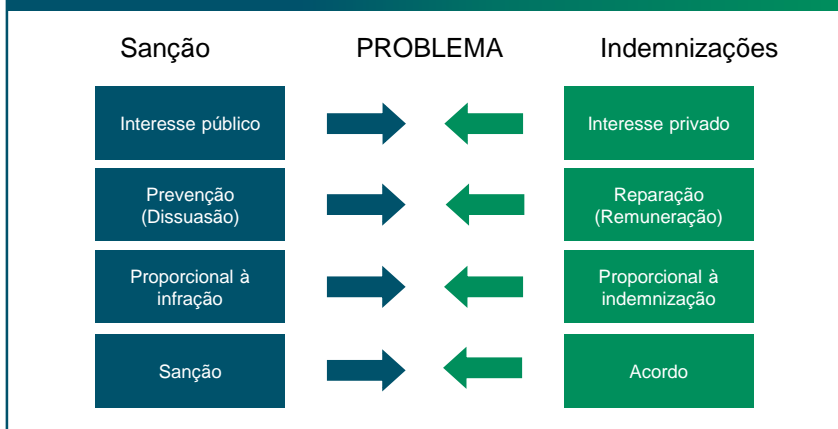 Sanção
PROBLEMA
Indemnizações
Interesse público
Interesse privado
Prevenção
(Dissuasão)
Reparação
(Remuneração)
Proporcional à
infração
Proporcional à
indemnização
Sanção
Acordo